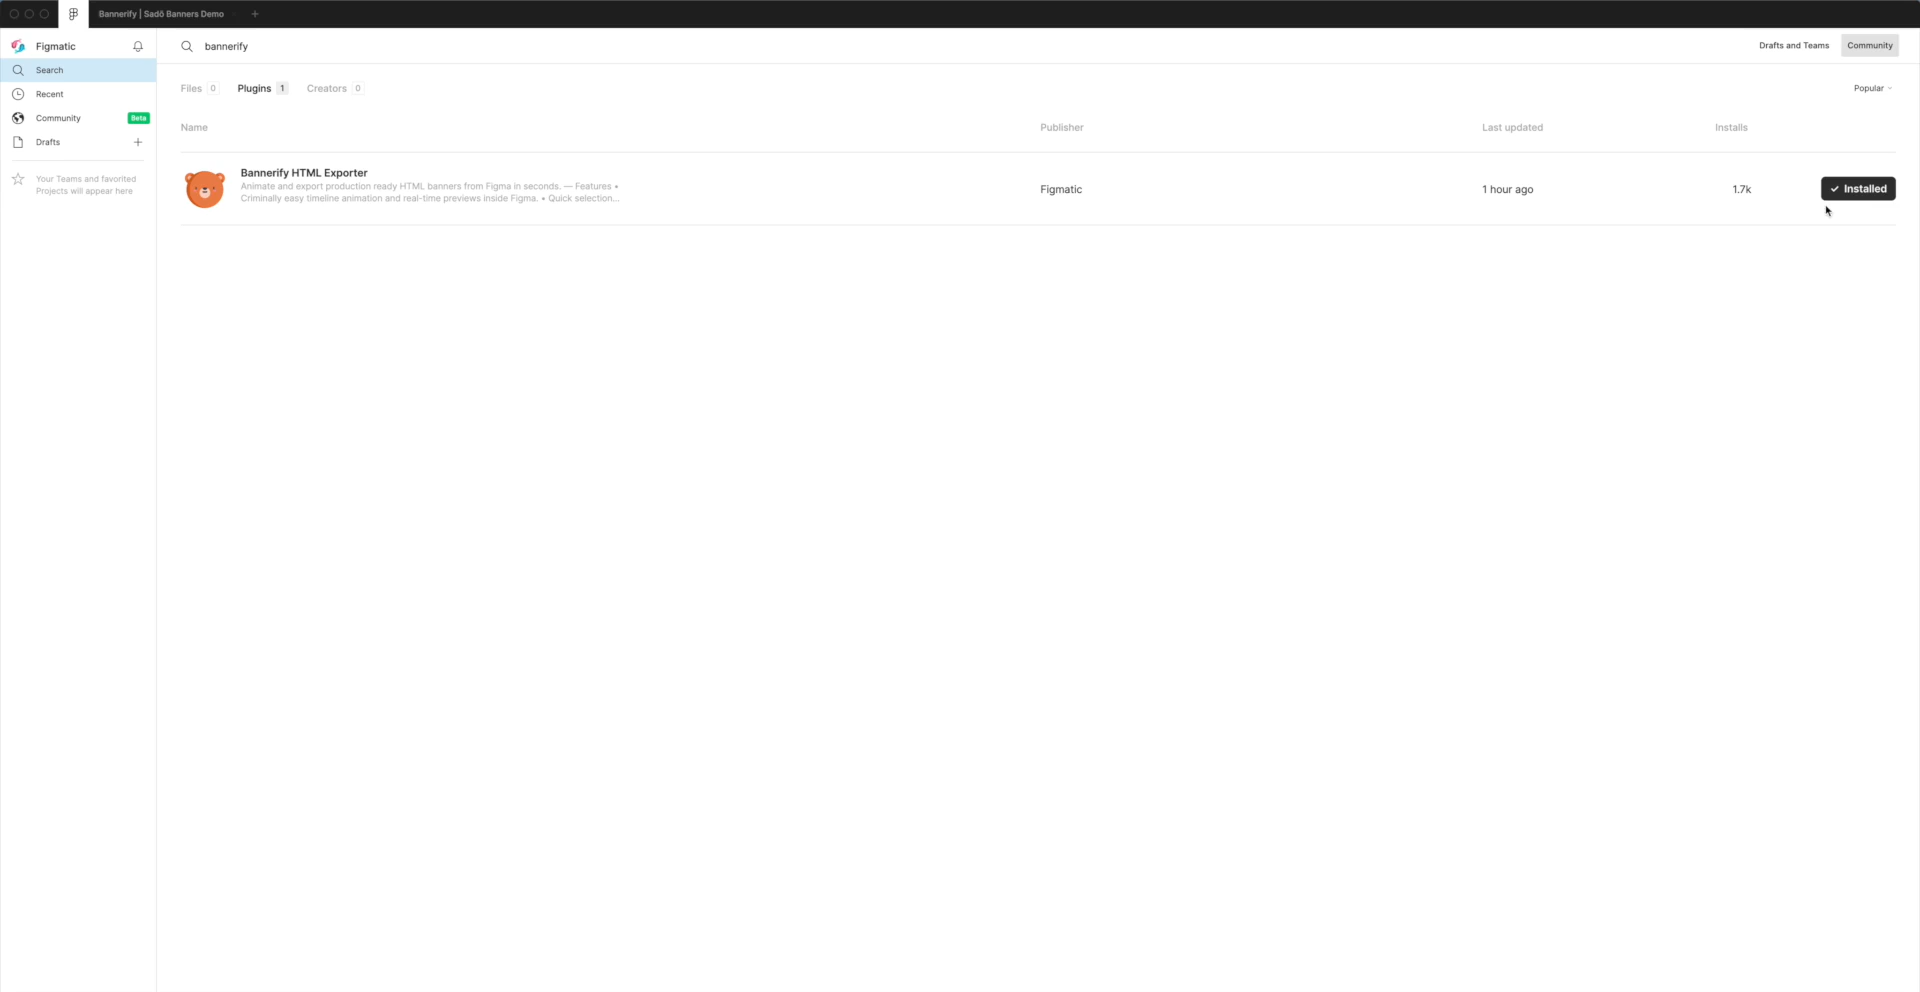 Bannerify | Sadō Banners Demo
Figmatic
bannerify
Drafts and Teams
Community
Search
Recent
Community
Beta
Drafts
Your Teams and favorited
Projects will appear here
Files 0
Plugins 1
Creators 0
Popular
Name
Publisher
Last updated
Installs
Bannerify HTML Exporter
Animate and export production ready HTML banners from Figma in seconds. — Features •
Criminally easy timeline animation and real-time previews inside Figma. • Quick selection...
Figmatic
1 hour ago
1.7k
Installed